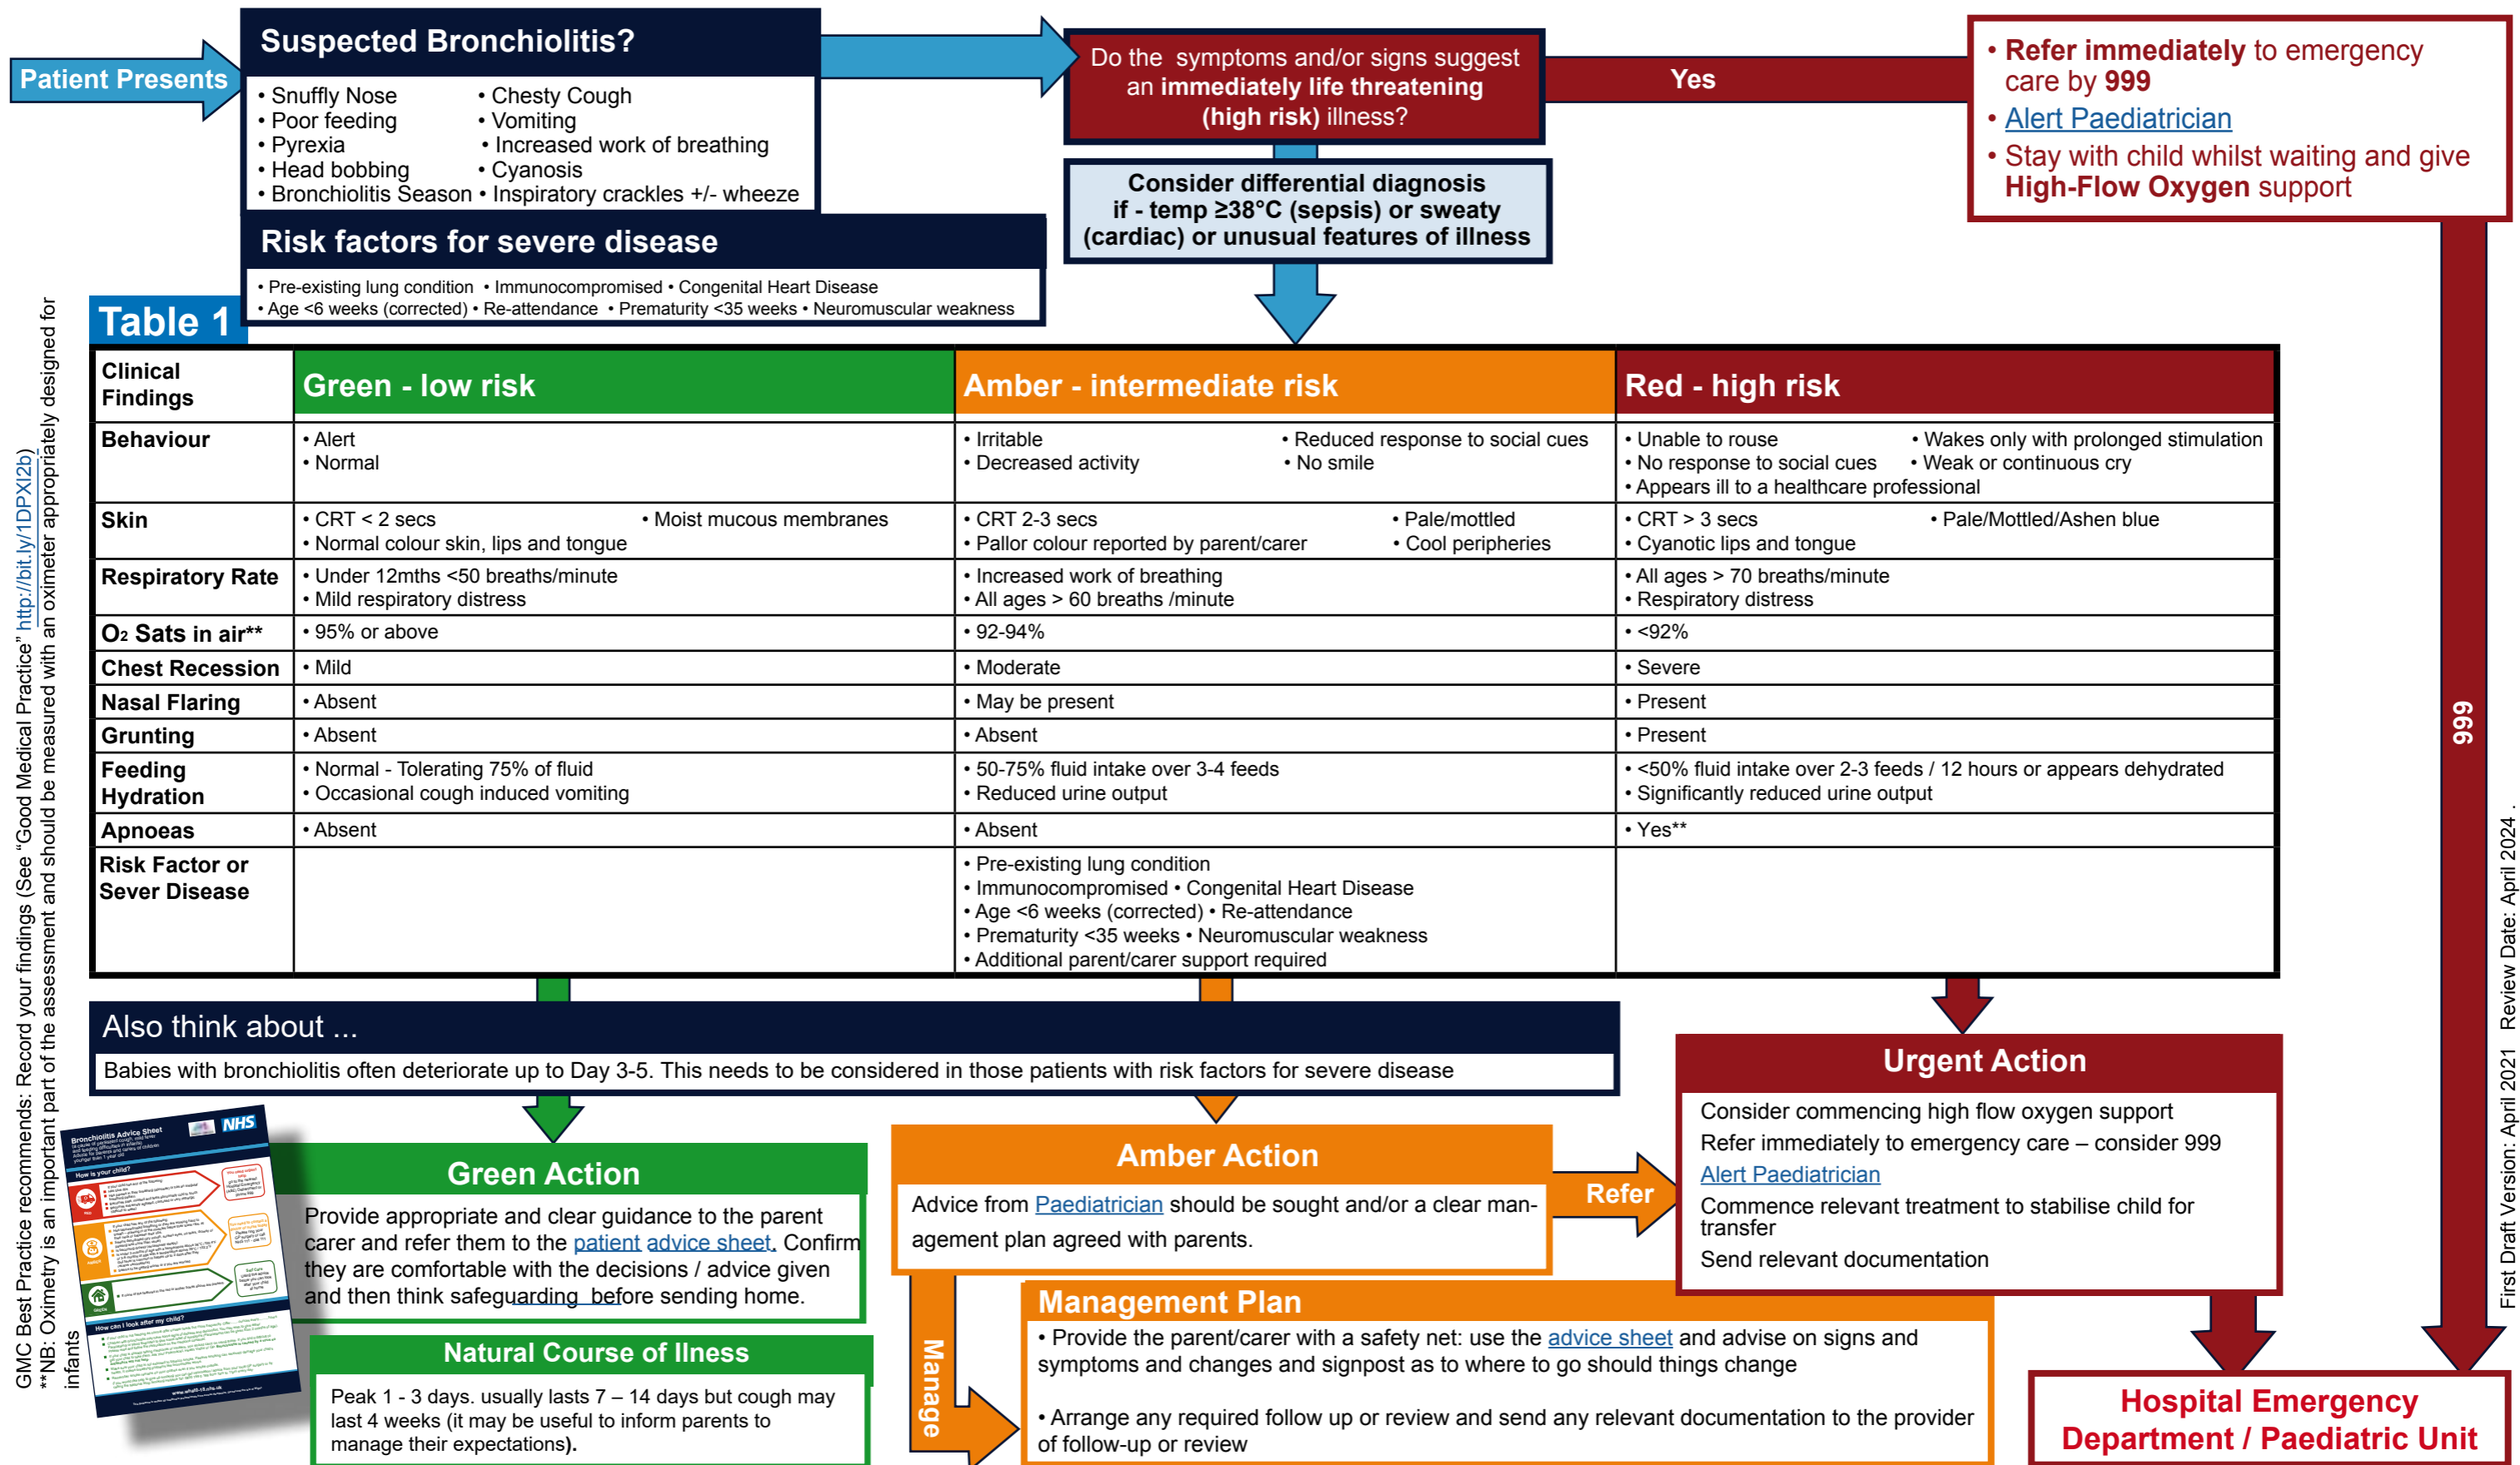 Patient Presents
Suspected Bronchiolitis?
• Snuffly Nose
• Poor feeding
• Pyrexia
• Head bobbing
• Bronchiolitis Season
• Chesty Cough
• Vomiting
• Increased work of breathing
• Cyanosis
• Inspiratory crackles +/- wheeze
Risk factors for severe disease
• Pre-existing lung condition • Immunocompromised • Congenital Heart Disease
• Age <6 weeks (corrected) • Re-attendance • Prematurity <35 weeks • Neuromuscular weakness
Do the symptoms and/or signs suggest
an immediately life threatening
(high risk) illness?
Yes
• Refer immediately to emergency
care by 999
• Alert Paediatrician
• Stay with child whilst waiting and give
High-Flow Oxygen support
Consider differential diagnosis
if - temp ≥38°C (sepsis) or sweaty
(cardiac) or unusual features of illness
999
Table 1
Clinical
Findings
Green - low risk
Amber - intermediate risk
Red - high risk
Behaviour
• Alert
• Normal
• Irritable
• Reduced response to social cues
• Decreased activity
• No smile
• Unable to rouse
• Wakes only with prolonged stimulation
• No response to social cues
• Weak or continuous cry
• Appears ill to a healthcare professional
Skin
• CRT < 2 secs
• Moist mucous membranes
• Normal colour skin, lips and tongue
• CRT 2-3 secs
• Pale/mottled
• Pallor colour reported by parent/carer
• Cool peripheries
• CRT > 3 secs
• Pale/Mottled/Ashen blue
• Cyanotic lips and tongue
Respiratory Rate
• Under 12mths <50 breaths/minute
• Mild respiratory distress
• Increased work of breathing
• All ages > 60 breaths /minute
• All ages > 70 breaths/minute
• Respiratory distress
O2 Sats in air**
• 95% or above
• 92-94%
• <92%
Chest Recession
• Mild
• Moderate
• Severe
Nasal Flaring
• Absent
• May be present
• Present
Grunting
• Absent
• Absent
• Present
Feeding
Hydration
• Normal - Tolerating 75% of fluid
• Occasional cough induced vomiting
• 50-75% fluid intake over 3-4 feeds
• Reduced urine output
• <50% fluid intake over 2-3 feeds / 12 hours or appears dehydrated
• Significantly reduced urine output
Apnoeas
• Absent
• Absent
• Yes**
Risk Factor or
Sever Disease
• Pre-existing lung condition
• Immunocompromised • Congenital Heart Disease
• Age <6 weeks (corrected) • Re-attendance
• Prematurity <35 weeks • Neuromuscular weakness
• Additional parent/carer support required
Also think about ...
Babies with bronchiolitis often deteriorate up to Day 3-5. This needs to be considered in those patients with risk factors for severe disease
Bronchiolitis Advice Sheet
NHS
How is your child?
How can I look after my child?
Green Action
Provide appropriate and clear guidance to the parent
carer and refer them to the patient advice sheet. Confirm
they are comfortable with the decisions / advice given
and then think safeguarding before sending home.
Natural Course of Ilness
Peak 1 - 3 days. usually lasts 7 – 14 days but cough may
last 4 weeks (it may be useful to inform parents to
manage their expectations).
Amber Action
Advice from Paediatrician should be sought and/or a clear man-
agement plan agreed with parents.
Refer
Manage
Management Plan
• Provide the parent/carer with a safety net: use the advice sheet and advise on signs and
symptoms and changes and signpost as to where to go should things change
• Arrange any required follow up or review and send any relevant documentation to the provider
of follow-up or review
Urgent Action
Consider commencing high flow oxygen support
Refer immediately to emergency care – consider 999
Alert Paediatrician
Commence relevant treatment to stabilise child for
transfer
Send relevant documentation
Hospital Emergency
Department / Paediatric Unit
GMC Best Practice recommends: Record your findings (See “Good Medical Practice” http://bit.ly/1DPXI2b)
**NB: Oximetry is an important part of the assessment and should be measured with an oximeter appropriately designed for
infants
First Draft Version: April 2021 Review Date: April 2024 .